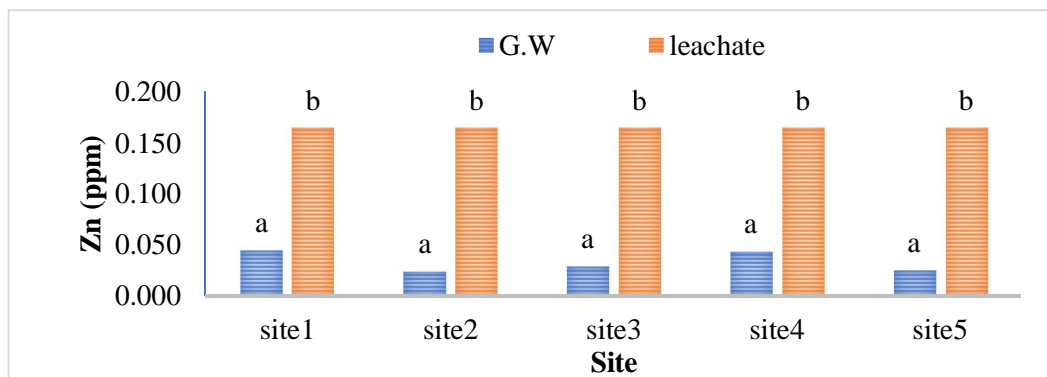 G.W leachate
Zn (ppm)
0.200
0.150
0.100
0.050
0.000
b b b b b
a a a a a
site1 site2 site3 site4 site5
Site